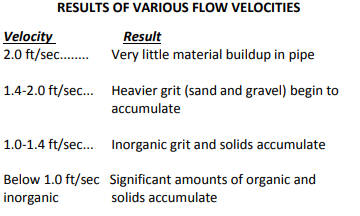 RESULTS OF VARIOUS FLOW VELOCITIES
Velocity Result
2.0 ft/sec........ Very little material buildup in pipe
1.4-2.0 ft/sec... Heavier grit (sand and gravel) begin to
accumulate
1.0-1.4 ft/sec... Inorganic grit and solids accumulate
Below 1.0 ft/sec Significant amounts of organic and
inorganic solids accumulate